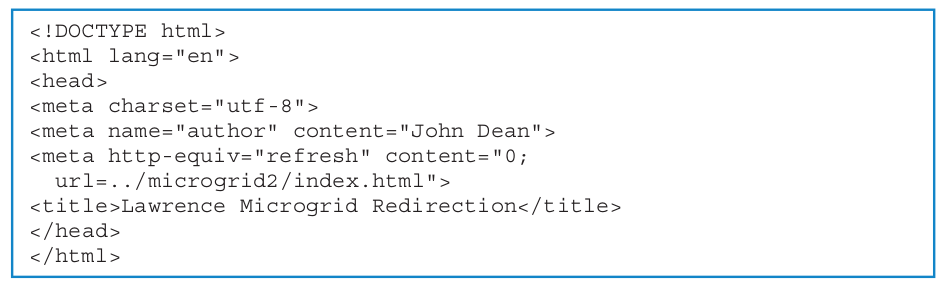 <!DOCTYPE html>
<html lang="en">
<head>
<meta charset="utf-8">
<meta name="author" content="John Dean">
<meta http-equiv="refresh" content="0;
  url=../microgrid2/index.html">
<title>Lawrence Microgrid Redirection</title>
</head>
</html>